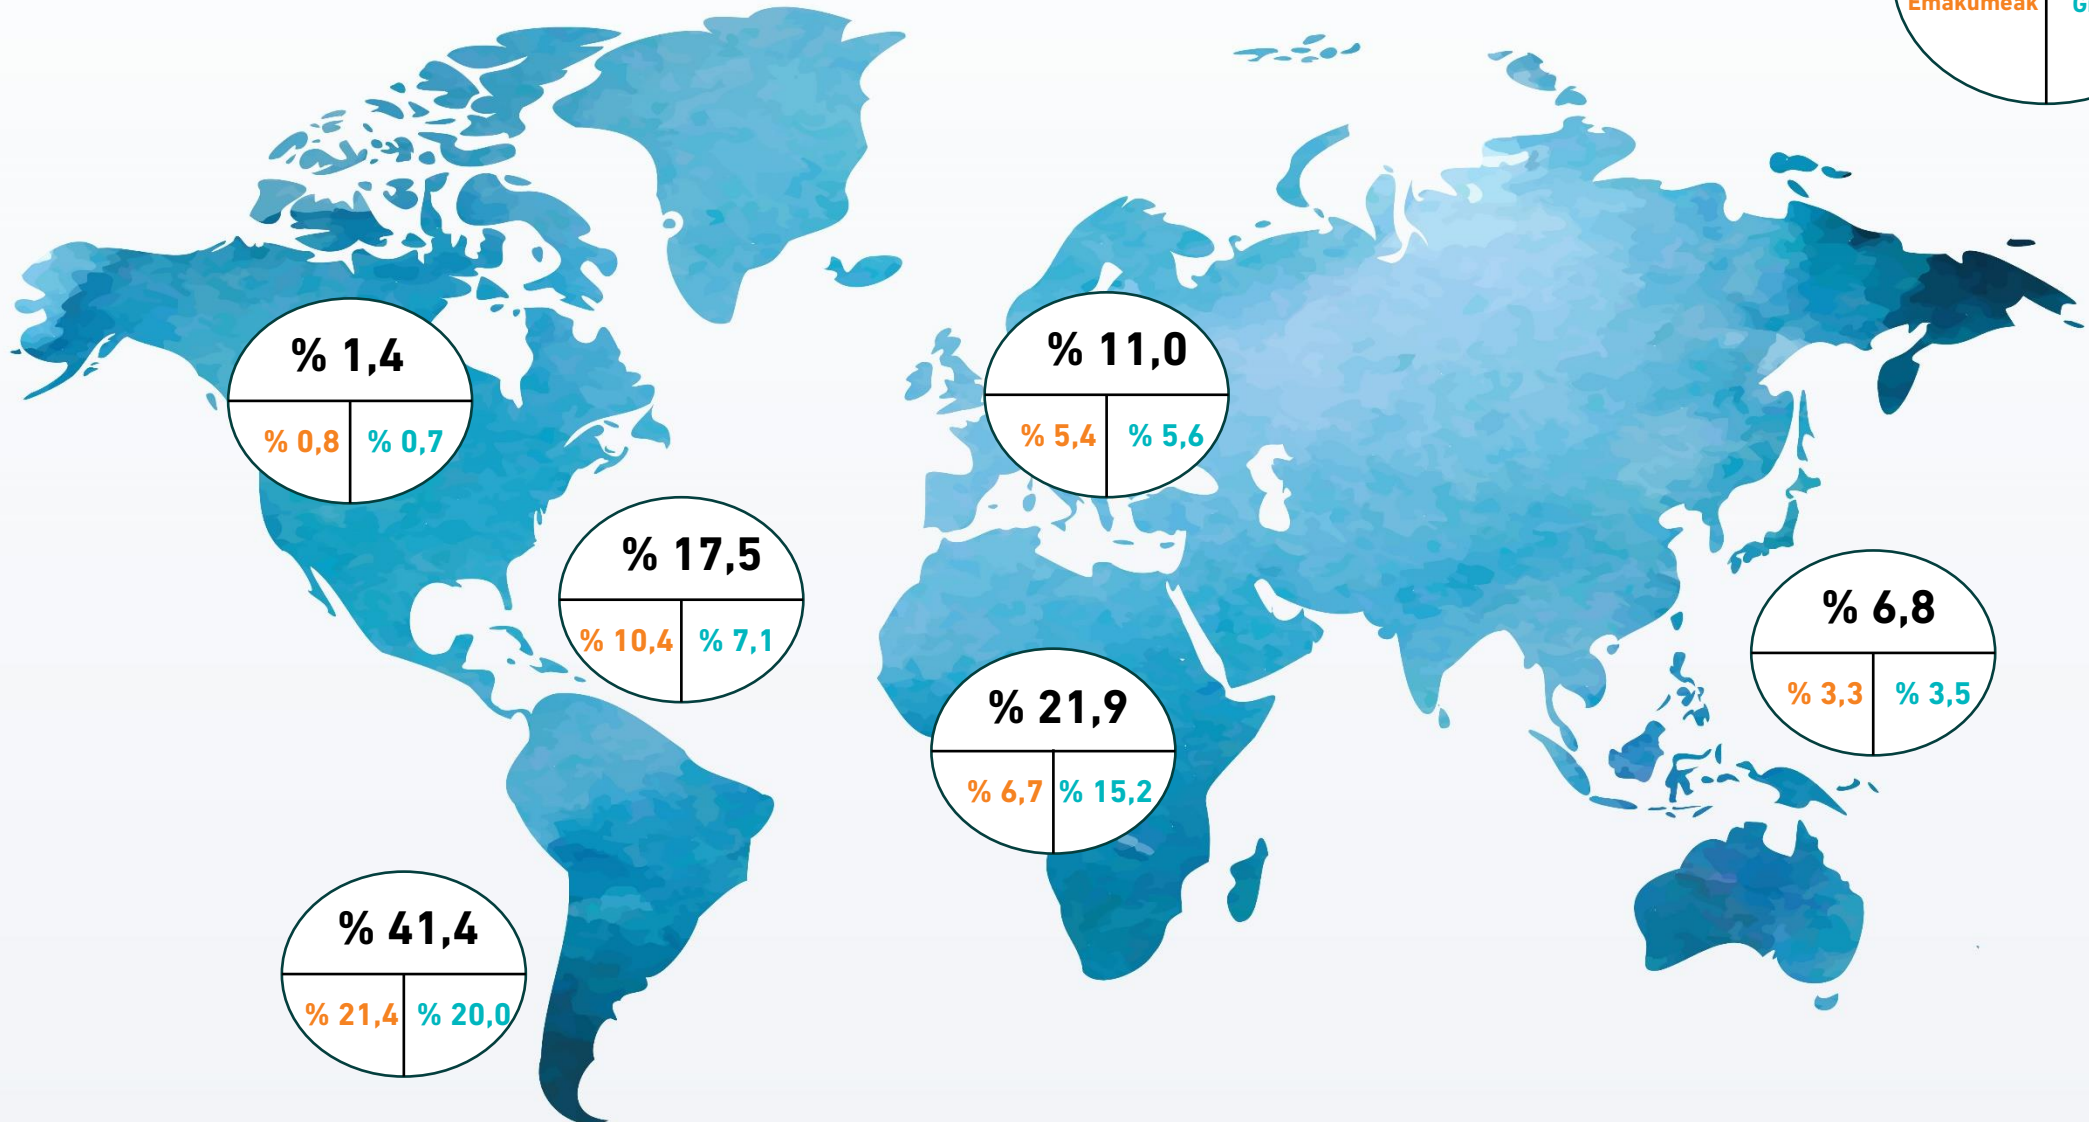 Emakumeak
% 1,4
% 0,8 % 0,7
% 11,0
% 5,4 % 5,6
% 17,5
% 10,4 % 7,1
% 6,8
% 3,3 % 3,5
% 21,9
% 6,7 % 15,2
% 41,4
% 21,4 % 20,0